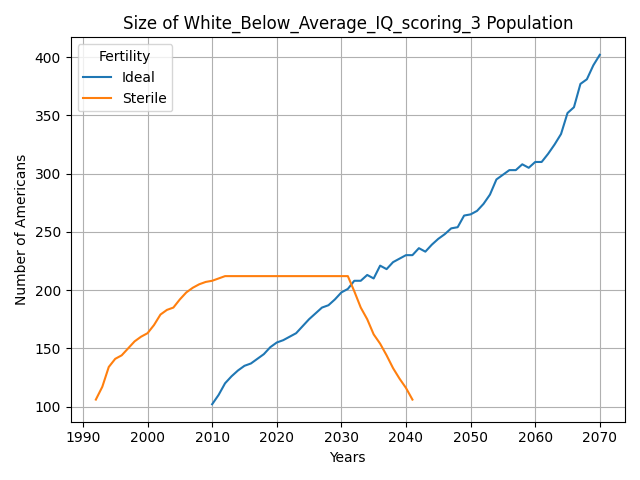 Size of White_Below_Average_IQ_scoring_3 Population
Fertility
Ideal
Sterile
400
350
300
250
200
150
100
Number of Americans
1990 2000 2010 2020 2030 2040 2050 2060 2070
Years